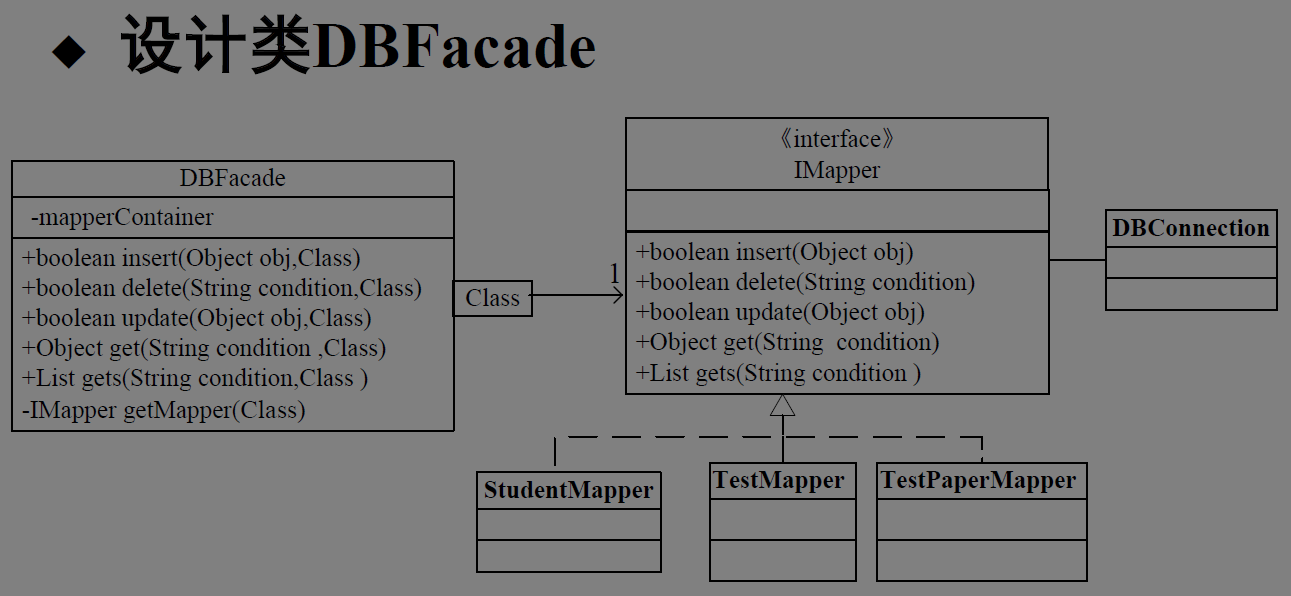 ◆ 设计类DBFacade
DBFacade
-mapperContainer
+boolean insert(Object obj,Class)
+boolean delete(String condition,Class)
+boolean update(Object obj,Class)
+Object get(String condition ,Class)
+List gets(String condition,Class )
-IMapper getMapper(Class)
Class
1
《interface》
IMapper
+boolean insert(Object obj)
+boolean delete(String condition)
+boolean update(Object obj)
+Object get(String condition)
+List gets(String condition )
DBConnection
StudentMapper
TestMapper
TestPaperMapper